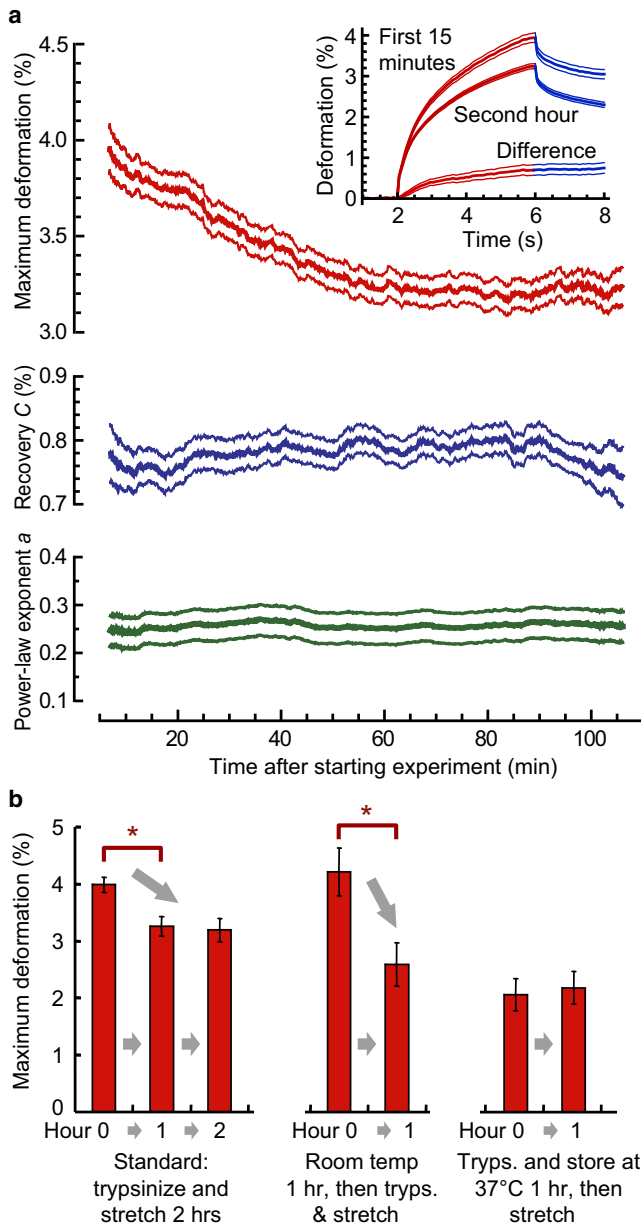 a
Maximum deformation (%)
4.5
4.0
3.5
3.0
Deformation (%)
4
3
2
1
0
First 15
minutes
Second hour
Difference
2
4
6
8
Time (s)
Recovery C (%)
0.9
0.8
0.7
Power-law exponent a
0.4
0.3
0.2
0.1
20
40
60
80
100
Time after starting experiment (min)
b
Maximum deformation (%)
5
4
3
2
1
0
*
*
Hour 0 1 2
Standard:
trypsinize and
stretch 2 hrs
Hour 0 1
Room temp
1 hr, then tryps.
& stretch
Hour 0 1
Tryps. and store at
37°C 1 hr, then
stretch